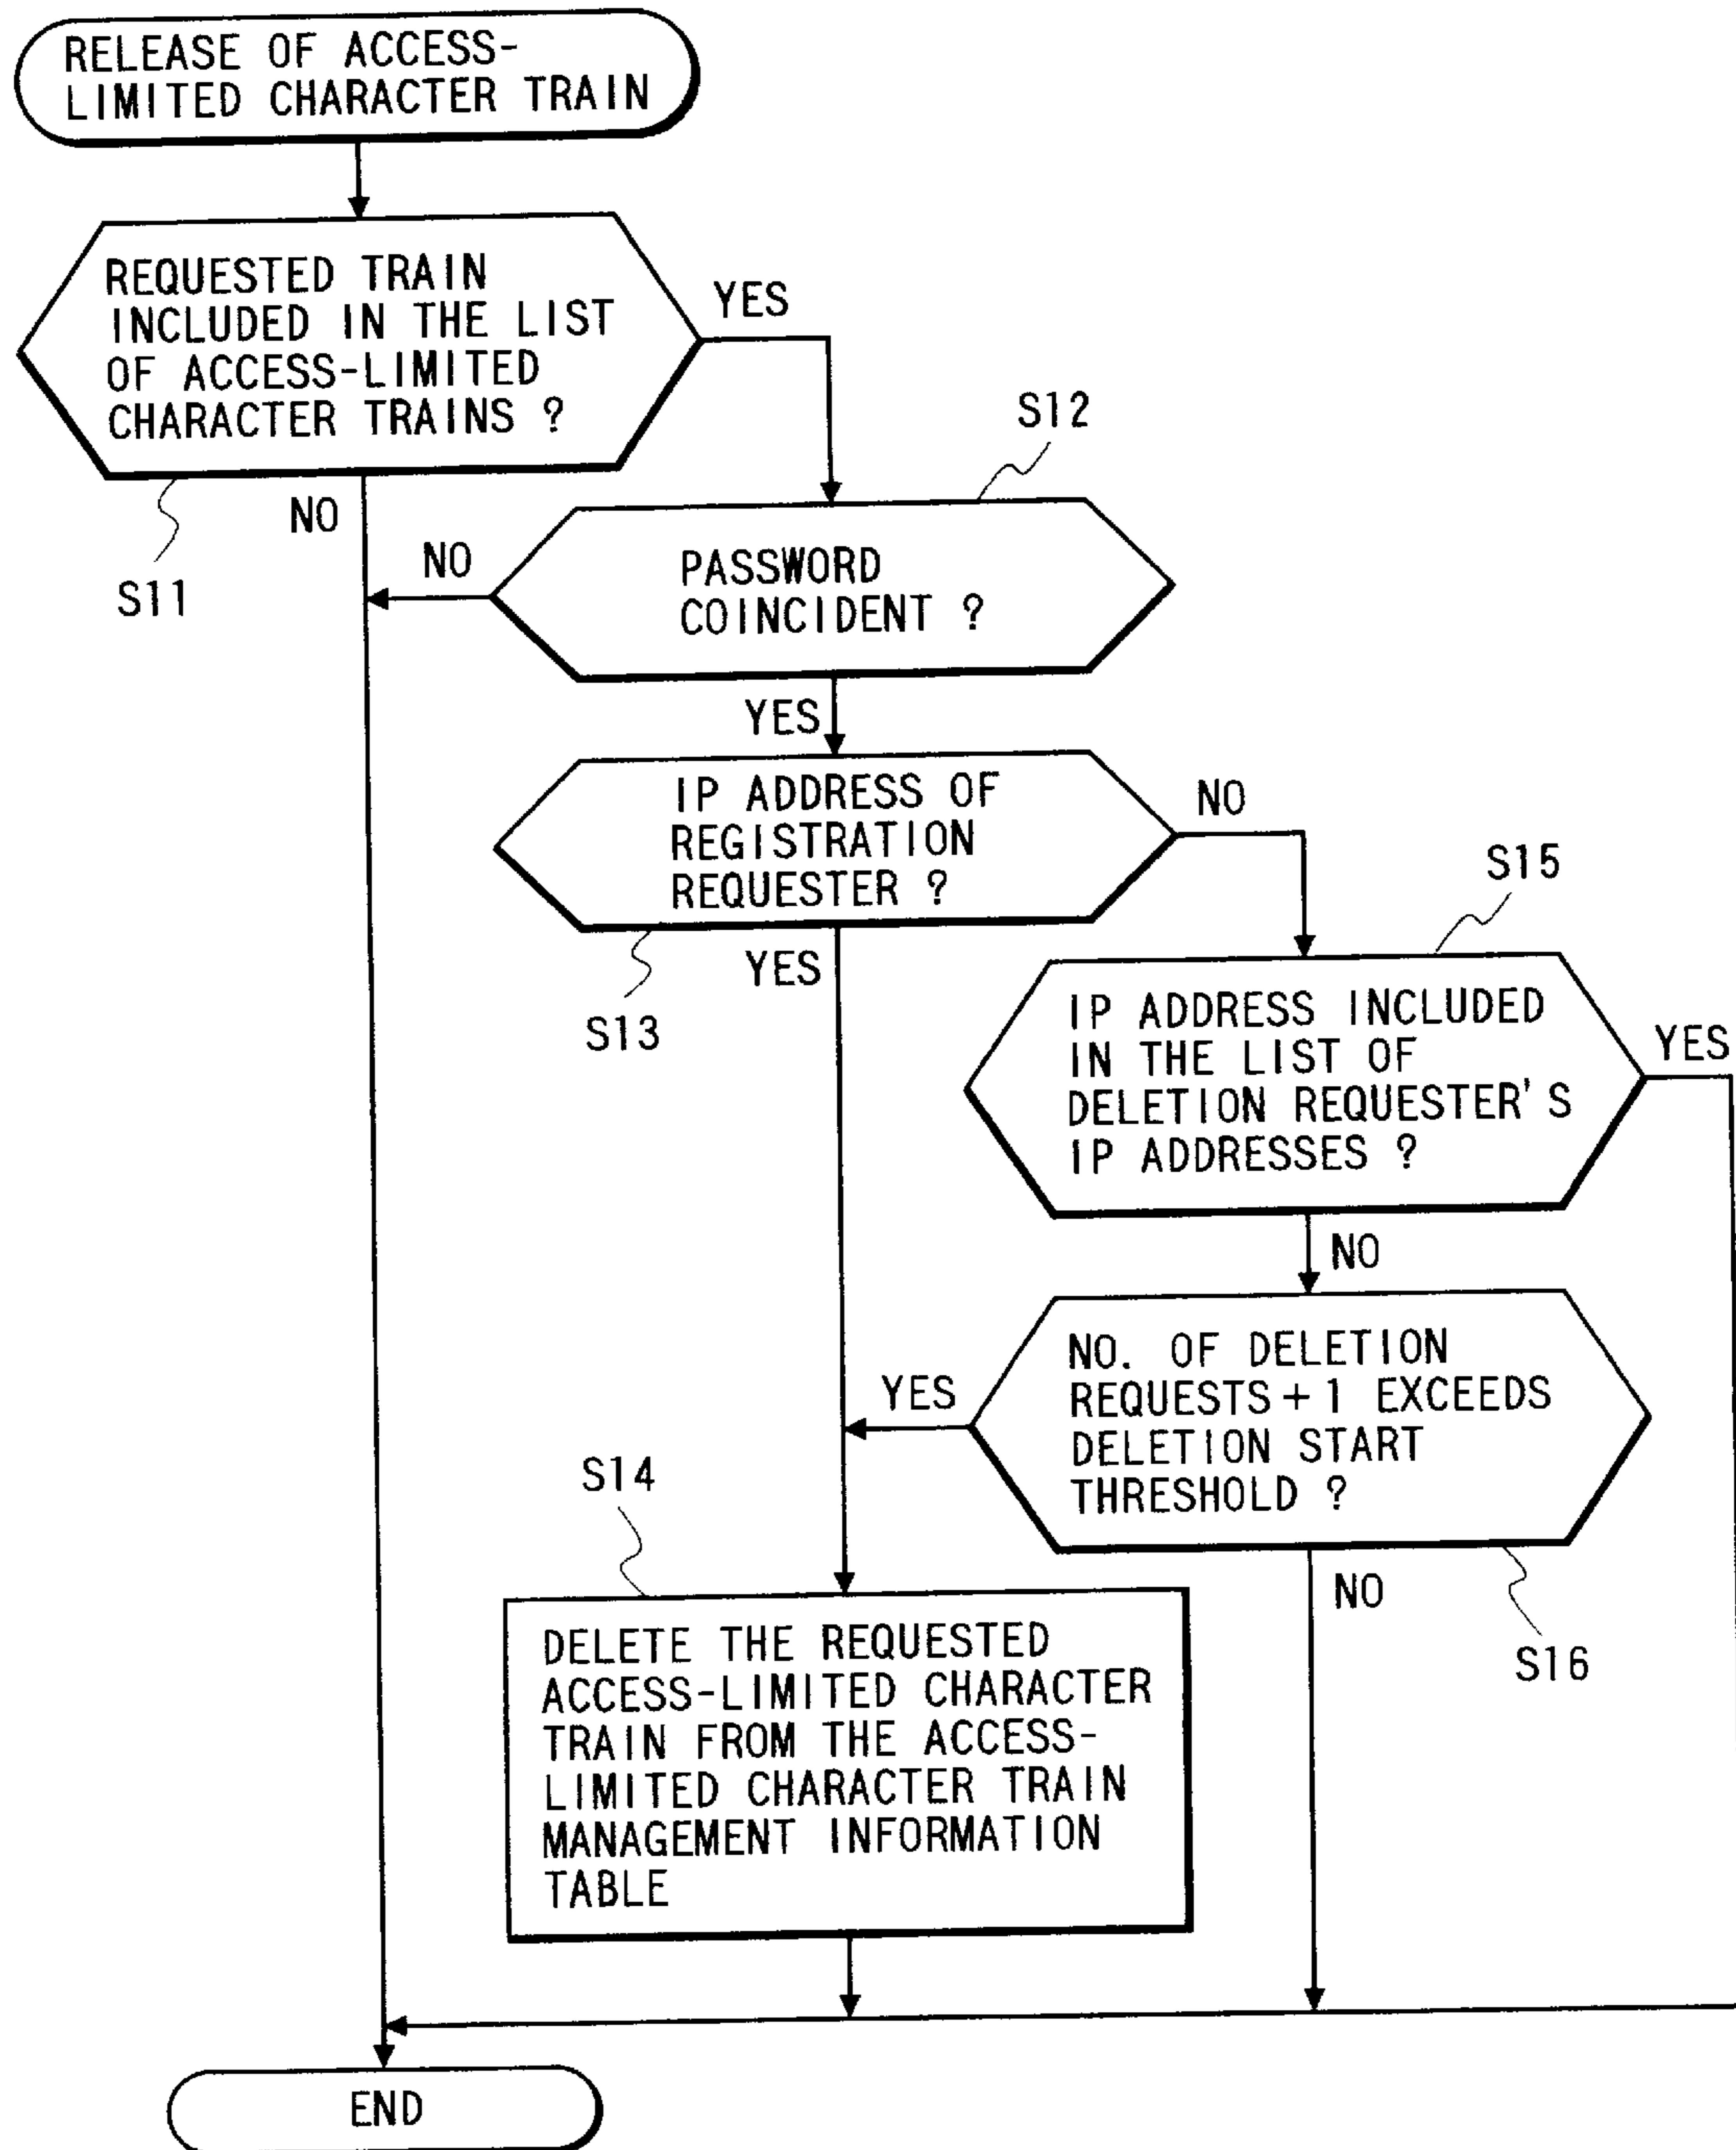 RELEASE OF ACCESS-
LIMITED CHARACTER TRAIN
REQUESTED TRAIN
INCLUDED IN THE LIST
OF ACCESS-LIMITED
CHARACTER TRAINS ?
YES
S11
NO
S12
PASSWORD
COINCIDENT ?
NO
YES
IP ADDRESS OF
REGISTRATION
REQUESTER ?
NO
S13
YES
S15
IP ADDRESS INCLUDED
IN THE LIST OF
DELETION REQUESTER'S
IP ADDRESSES ?
YES
NO
NO. OF DELETION
REQUESTS+1 EXCEEDS
DELETION START
THRESHOLD ?
YES
NO
S16
S14
DELETE THE REQUESTED
ACCESS-LIMITED CHARACTER
TRAIN FROM THE ACCESS-
LIMITED CHARACTER TRAIN
MANAGEMENT INFORMATION
TABLE
END